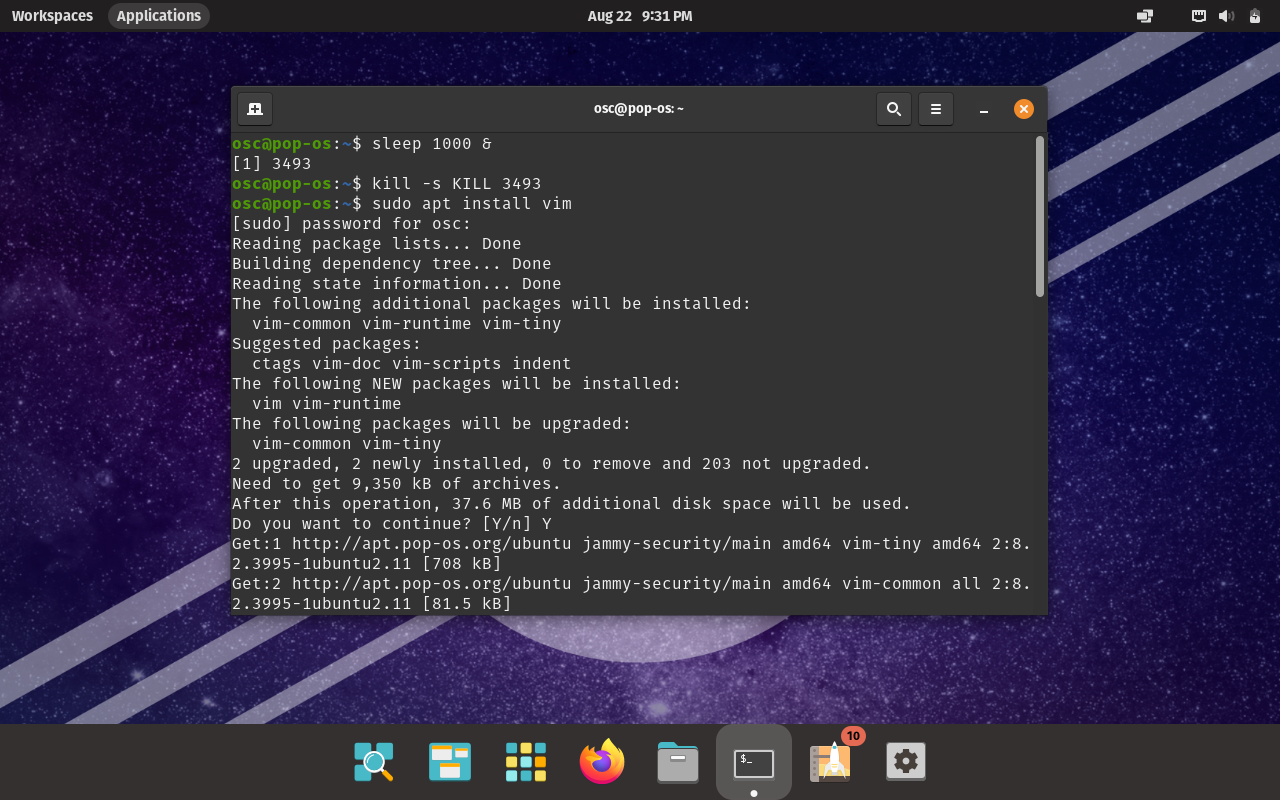 Workspaces Applications Aug 22 9:31 PM
osc@pop-os: ~
osc@pop-os:~$ sleep 1000 &
[1] 3493
osc@pop-os:~$ kill -s KILL 3493
osc@pop-os:~$ sudo apt install vim
[sudo] password for osc:
Reading package lists... Done
Building dependency tree... Done
Reading state information... Done
The following additional packages will be installed:
  vim-common vim-runtime vim-tiny
Suggested packages:
  ctags vim-doc vim-scripts indent
The following NEW packages will be installed:
  vim vim-runtime
The following packages will be upgraded:
  vim-common vim-tiny
2 upgraded, 2 newly installed, 0 to remove and 203 not upgraded.
Need to get 9,350 kB of archives.
After this operation, 37.6 MB of additional disk space will be used.
Do you want to continue? [Y/n] Y
Get:1 http://apt.pop-os.org/ubuntu jammy-security/main amd64 vim-tiny amd64 2:8.
2.3995-1ubuntu2.11 [708 kB]
Get:2 http://apt.pop-os.org/ubuntu jammy-security/main amd64 vim-common all 2:8.
2.3995-1ubuntu2.11 [81.5 kB]
10
$_